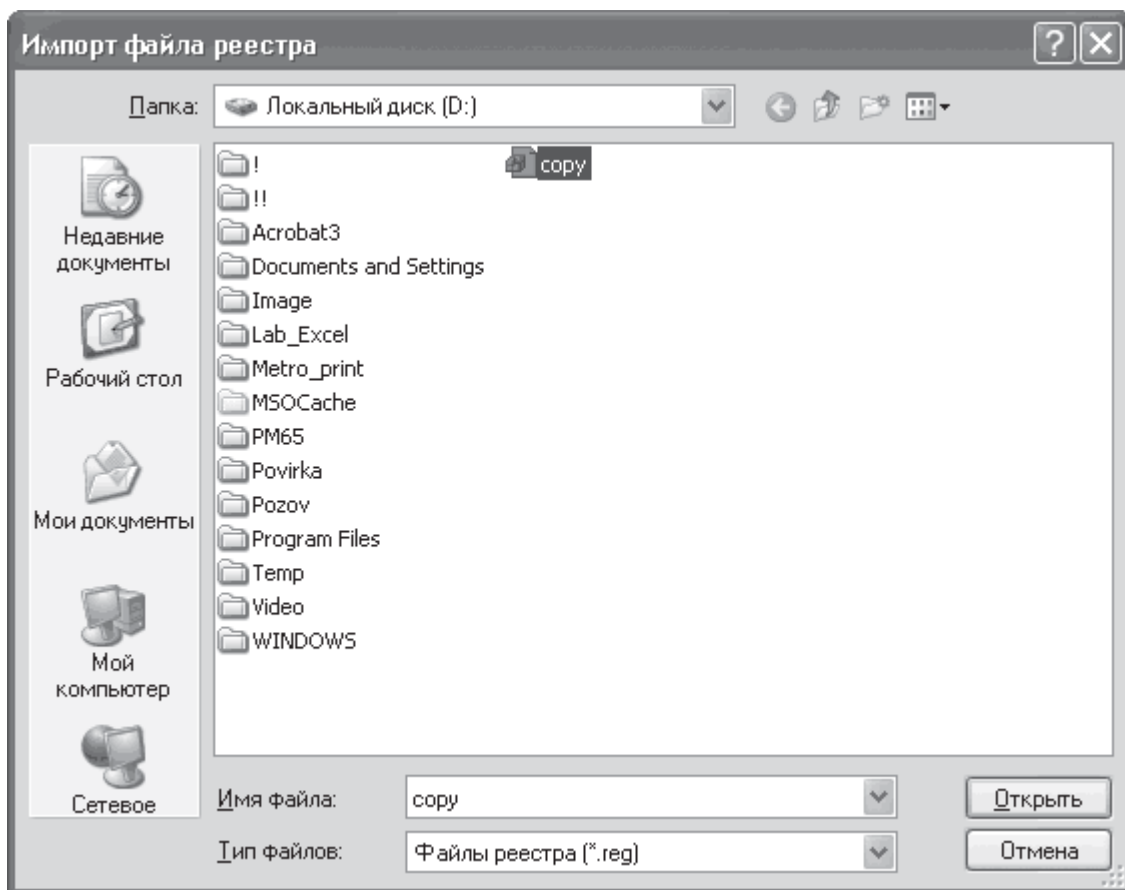 Импорт файла реестра
Папка:
Локальный диск (D:)
Недавние
документы
Рабочий стол
Мои документы
Мой
компьютер
Сетевое
!
!!
Acrobat3
Documents and Settings
Image
Lab_Excel
Metro_print
MSOCache
PM65
Povirka
Pozov
Program Files
Temp
Video
WINDOWS
copy
Имя файла:
copy
Открыть
Тип файлов:
Файлы реестра (*.reg)
Отмена